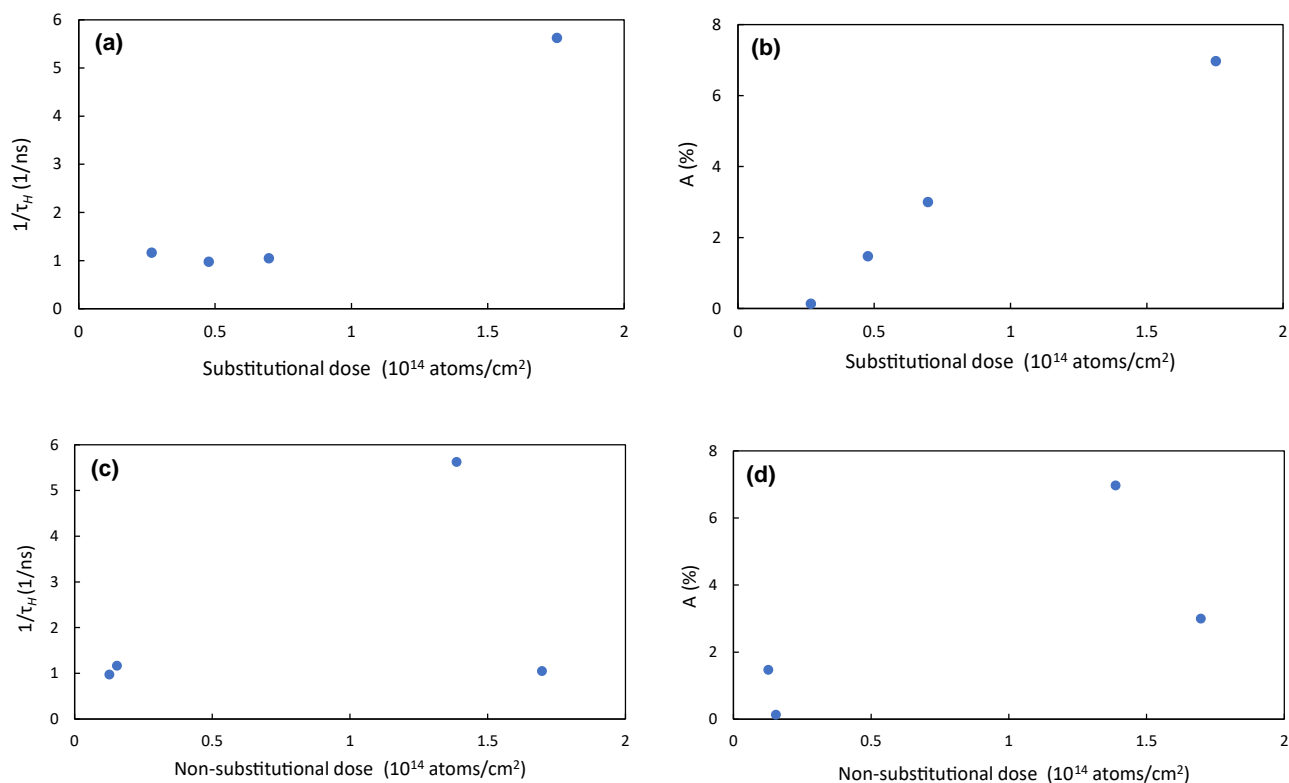 (a)
1/τH (1/ns)
6
5
4
3
2
1
0
0 0.5 1 1.5 2
Substitutional dose (10¹⁴ atoms/cm²)
(b)
A (%)
8
6
4
2
0
0 0.5 1 1.5 2
Substitutional dose (10¹⁴ atoms/cm²)
(c)
1/τH (1/ns)
6
5
4
3
2
1
0
0 0.5 1 1.5 2
Non-substitutional dose (10¹⁴ atoms/cm²)
(d)
A (%)
8
6
4
2
0
0 0.5 1 1.5 2
Non-substitutional dose (10¹⁴ atoms/cm²)